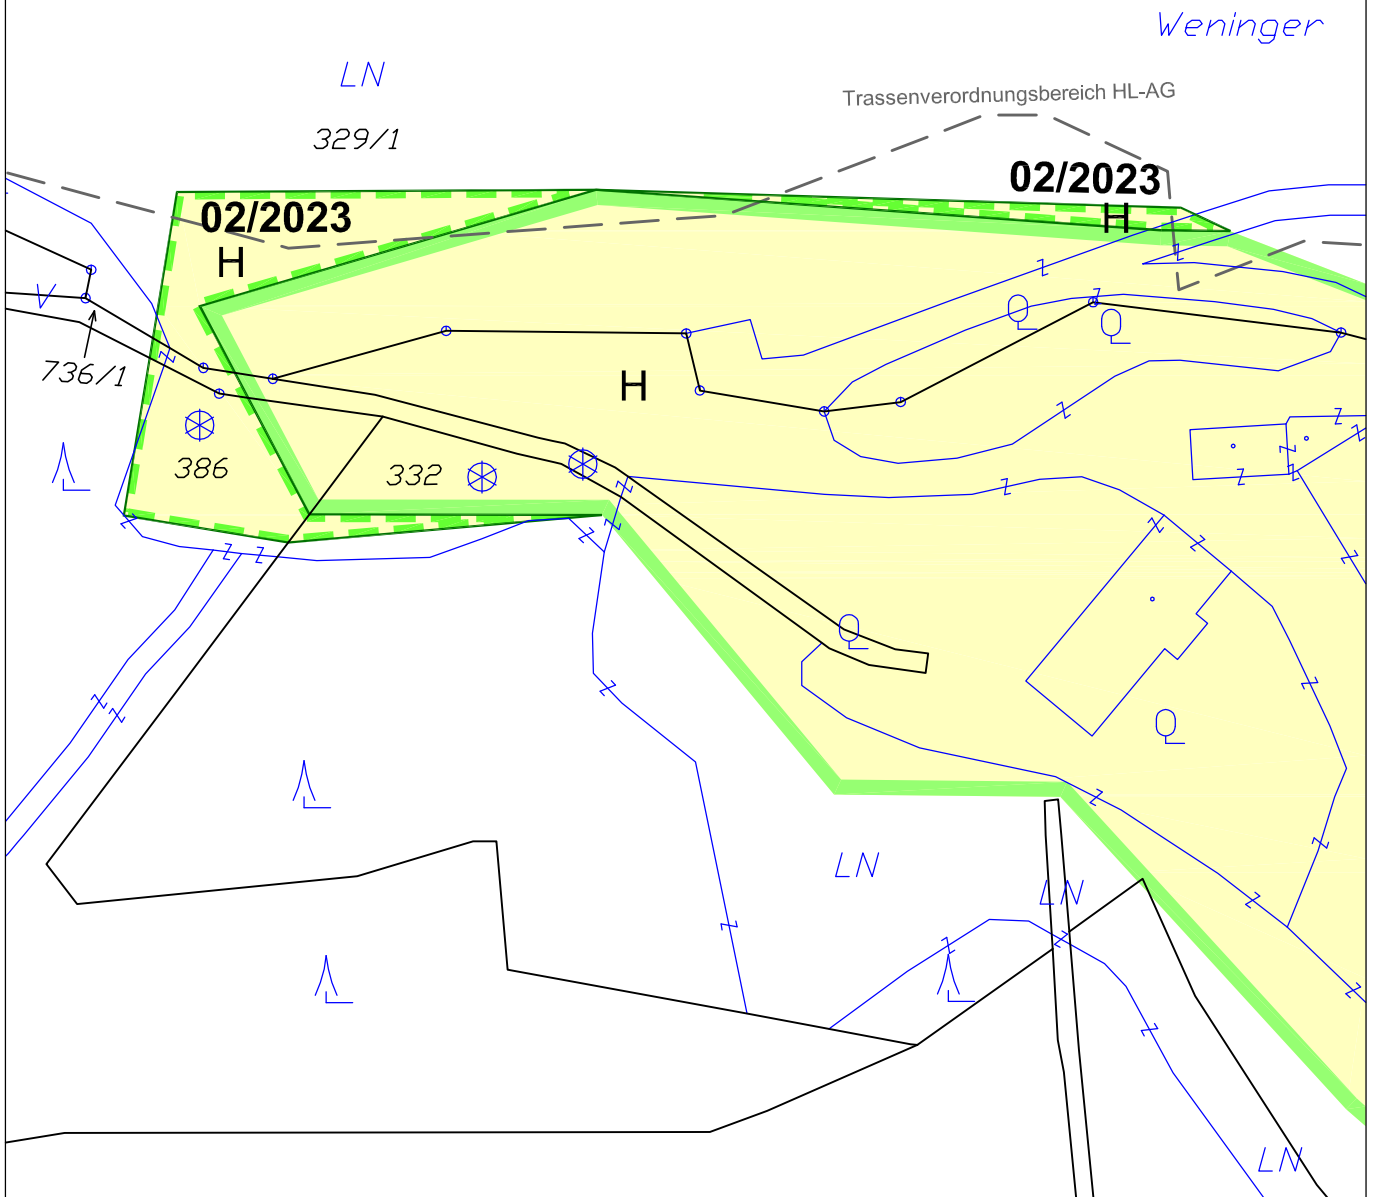 Weninger
LN
Trassenverordnungsbereich HL-AG
329/1
02/2023
H
02/2023
H
V
736/1
H
386
332
LN
LN
LN